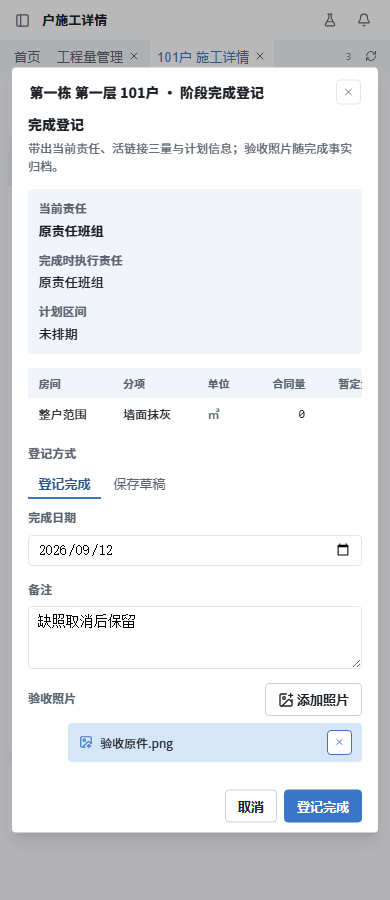 户施工详情
首页 工程量管理 × 101户 施工详情 × 3
第一栋 第一层 101户 · 阶段完成登记 ×
完成登记
带出当前责任、活链接三量与计划信息；验收照片随完成事实
归档。
当前责任
原责任班组
完成时执行责任
原责任班组
计划区间
未排期
房间 分项 单位 合同量 暂定
整户范围 墙面抹灰 ㎡ 0
登记方式
登记完成 保存草稿
完成日期
2026/09/12
备注
缺照取消后保留
验收照片 添加照片
验收原件.png ×
取消 登记完成